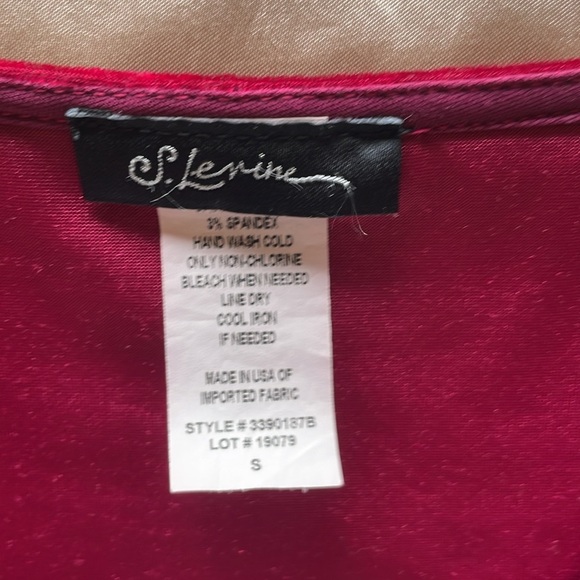 S. Levine
3% SPANDEX
HAND WASH COLD
ONLY NON-CHLORINE
BLEACH WHEN NEEDED
LINE DRY
COOL IRON
IF NEEDED
MADE IN USA OF
IMPORTED FABRIC
STYLE # 3390187B
LOT # 19079
S